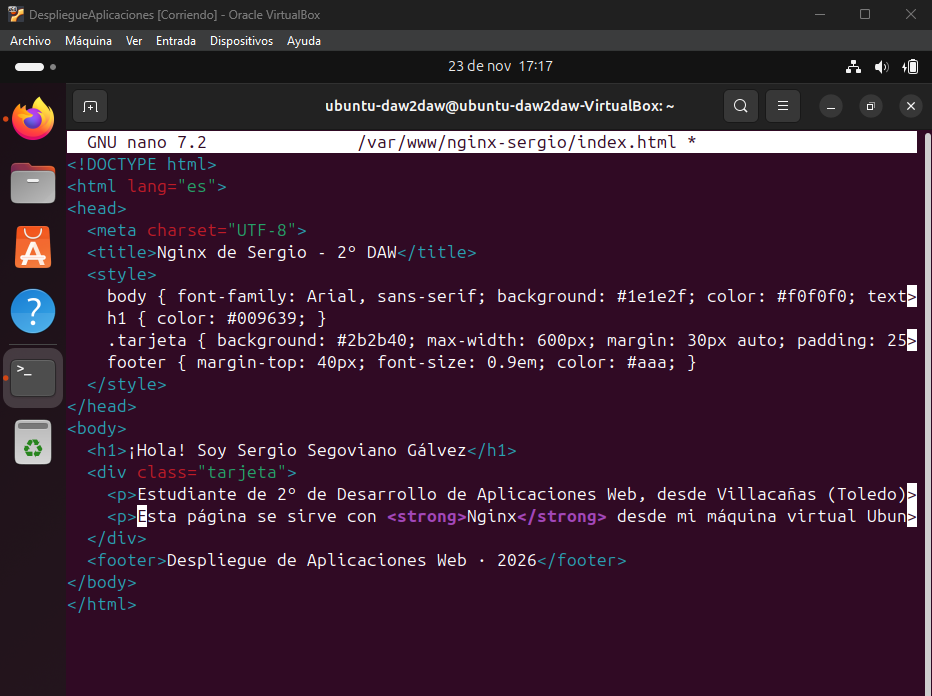 DespliegueAplicaciones [Corriendo] - Oracle VirtualBox
Archivo Máquina Ver Entrada Dispositivos Ayuda
23 de nov 17:17
ubuntu-daw2daw@ubuntu-daw2daw-VirtualBox: ~
GNU nano 7.2 /var/www/nginx-sergio/index.html *
<!DOCTYPE html>
<html lang="es">
<head>
  <meta charset="UTF-8">
  <title>Nginx de Sergio - 2º DAW</title>
  <style>
    body { font-family: Arial, sans-serif; background: #1e1e2f; color: #f0f0f0; text>
    h1 { color: #009639; }
    .tarjeta { background: #2b2b40; max-width: 600px; margin: 30px auto; padding: 25>
    footer { margin-top: 40px; font-size: 0.9em; color: #aaa; }
  </style>
</head>
<body>
  <h1>¡Hola! Soy Sergio Segoviano Gálvez</h1>
  <div class="tarjeta">
    <p>Estudiante de 2º de Desarrollo de Aplicaciones Web, desde Villacañas (Toledo)>
    <p>Esta página se sirve con <strong>Nginx</strong> desde mi máquina virtual Ubun>
  </div>
  <footer>Despliegue de Aplicaciones Web · 2026</footer>
</body>
</html>